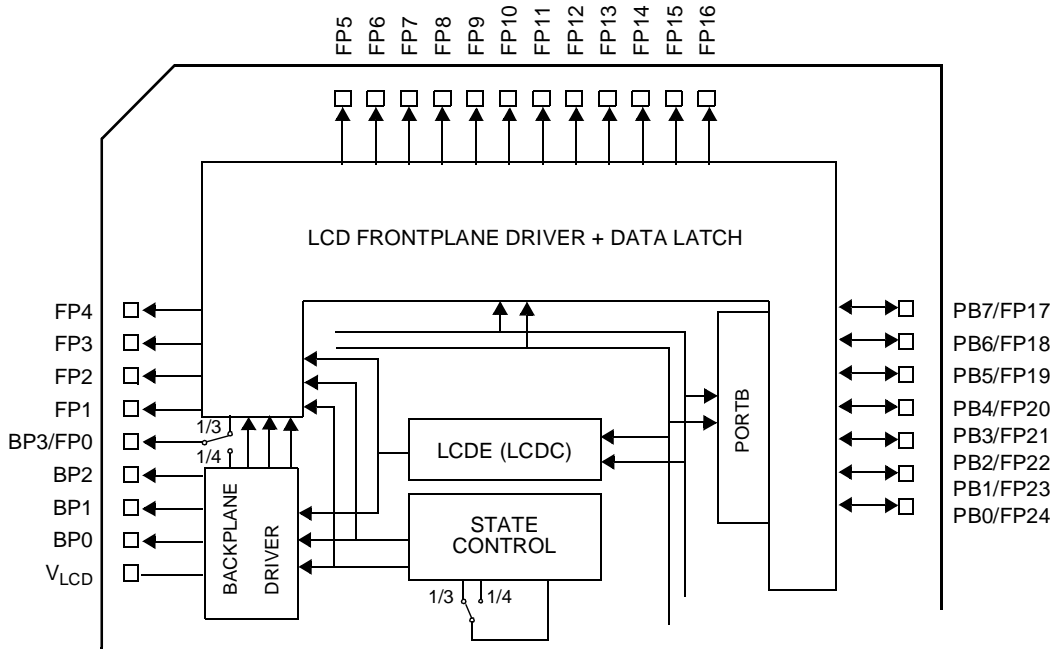 FP5
FP6
FP7
FP8
FP9
FP10
FP11
FP12
FP13
FP14
FP15
FP16
LCD FRONTPLANE DRIVER + DATA LATCH
FP4
FP3
FP2
FP1
BP3/FP0
BP2
BP1
BP0
VLCD
1/3
1/4
BACKPLANE
DRIVER
LCDE (LCDC)
STATE
CONTROL
1/3
1/4
PORTB
PB7/FP17
PB6/FP18
PB5/FP19
PB4/FP20
PB3/FP21
PB2/FP22
PB1/FP23
PB0/FP24